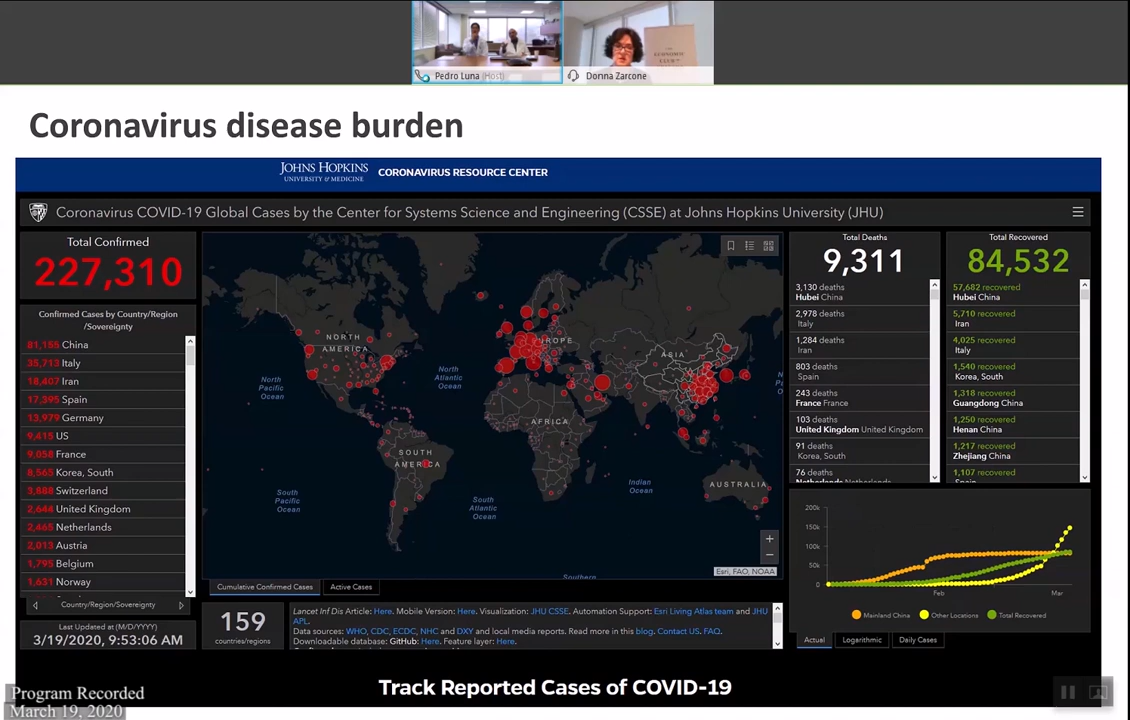 Pedro Luna (Host)
Donna Zarcone
Coronavirus disease burden
JOHNS HOPKINS
UNIVERSITY & MEDICINE
CORONAVIRUS RESOURCE CENTER
Coronavirus COVID-19 Global Cases by the Center for Systems Science and Engineering (CSSE) at Johns Hopkins University (JHU)
Total Confirmed
227,310
Confirmed Cases by Country/Region
/Sovereignty
81,155 China
35,713 Italy
18,407 Iran
17,395 Spain
13,979 Germany
9,415 US
9,058 France
8,565 Korea, South
3,888 Switzerland
2,644 United Kingdom
2,465 Netherlands
2,013 Austria
1,795 Belgium
1,631 Norway
Country/Region/Sovereignty
Last Updated at (M/D/YYYY)
3/19/2020, 9:53:06 AM
NORTH
AMERICA
North
Pacific
Ocean
North
Atlantic
Ocean
EUROPE
ASIA
AFRICA
SOUTH
AMERICA
South
Pacific
Ocean
South
Atlantic
Ocean
Indian
Ocean
AUSTRALIA
Southern
+
−
Esri, FAO, NOAA
Cumulative Confirmed Cases
Active Cases
159
countries/regions
Lancet Inf Dis Article: Here. Mobile Version: Here. Visualization: JHU CSSE. Automation Support: Esri Living Atlas team and JHU
APL.
Data sources: WHO, CDC, ECDC, NHC and DXY and local media reports. Read more in this blog. Contact US. FAQ.
Downloadable database: GitHub: Here. Feature layer: Here.
Total Deaths
9,311
3,130 deaths
Hubei China
2,978 deaths
Italy
1,284 deaths
Iran
803 deaths
Spain
243 deaths
France France
103 deaths
United Kingdom United Kingdom
91 deaths
Korea, South
76 deaths
Netherlands Netherlands
Total Recovered
84,532
57,682 recovered
Hubei China
5,710 recovered
Iran
4,025 recovered
Italy
1,540 recovered
Korea, South
1,318 recovered
Guangdong China
1,250 recovered
Henan China
1,217 recovered
Zhejiang China
1,107 recovered
Spain
200k
150k
100k
50k
0
Feb
Mar
Mainland China
Other Locations
Total Recovered
Actual
Logarithmic
Daily Cases
Track Reported Cases of COVID-19
Program Recorded
March 19, 2020